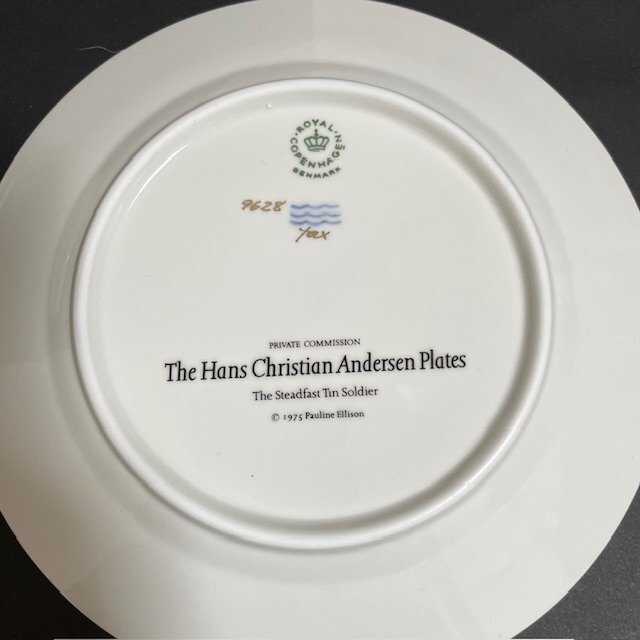 ROYAL
COPENHAGEN
DENMARK
9628
PRIVATE COMMISSION
The Hans Christian Andersen Plates
The Steadfast Tin Soldier
© 1975 Pauline Ellison